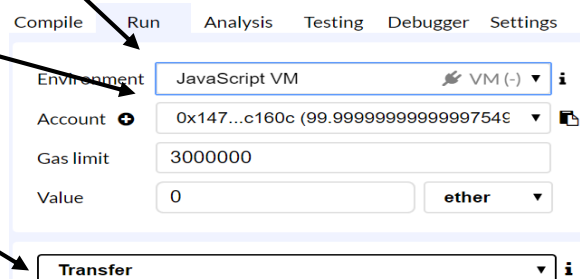 Compile Run Analysis Testing Debugger Settings
Environment JavaScript VM VM (-) ▼ i
Account 0x147...c160c (99.99999999999997549 ▼
Gas limit 3000000
Value 0 ether ▼
Transfer ▼ i